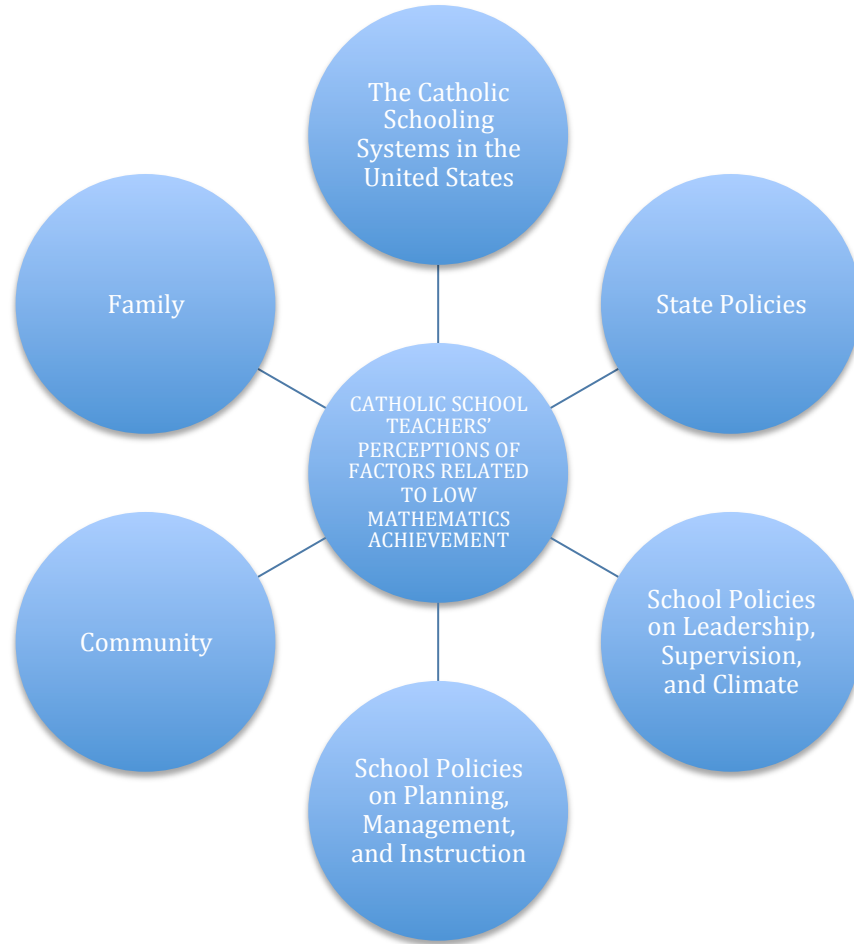 The Catholic
Schooling
Systems in the
United States
Family
State Policies
CATHOLIC SCHOOL
TEACHERS’
PERCEPTIONS OF
FACTORS RELATED
TO LOW
MATHEMATICS
ACHIEVEMENT
Community
School Policies
on Leadership,
Supervision,
and Climate
School Policies
on Planning,
Management,
and Instruction